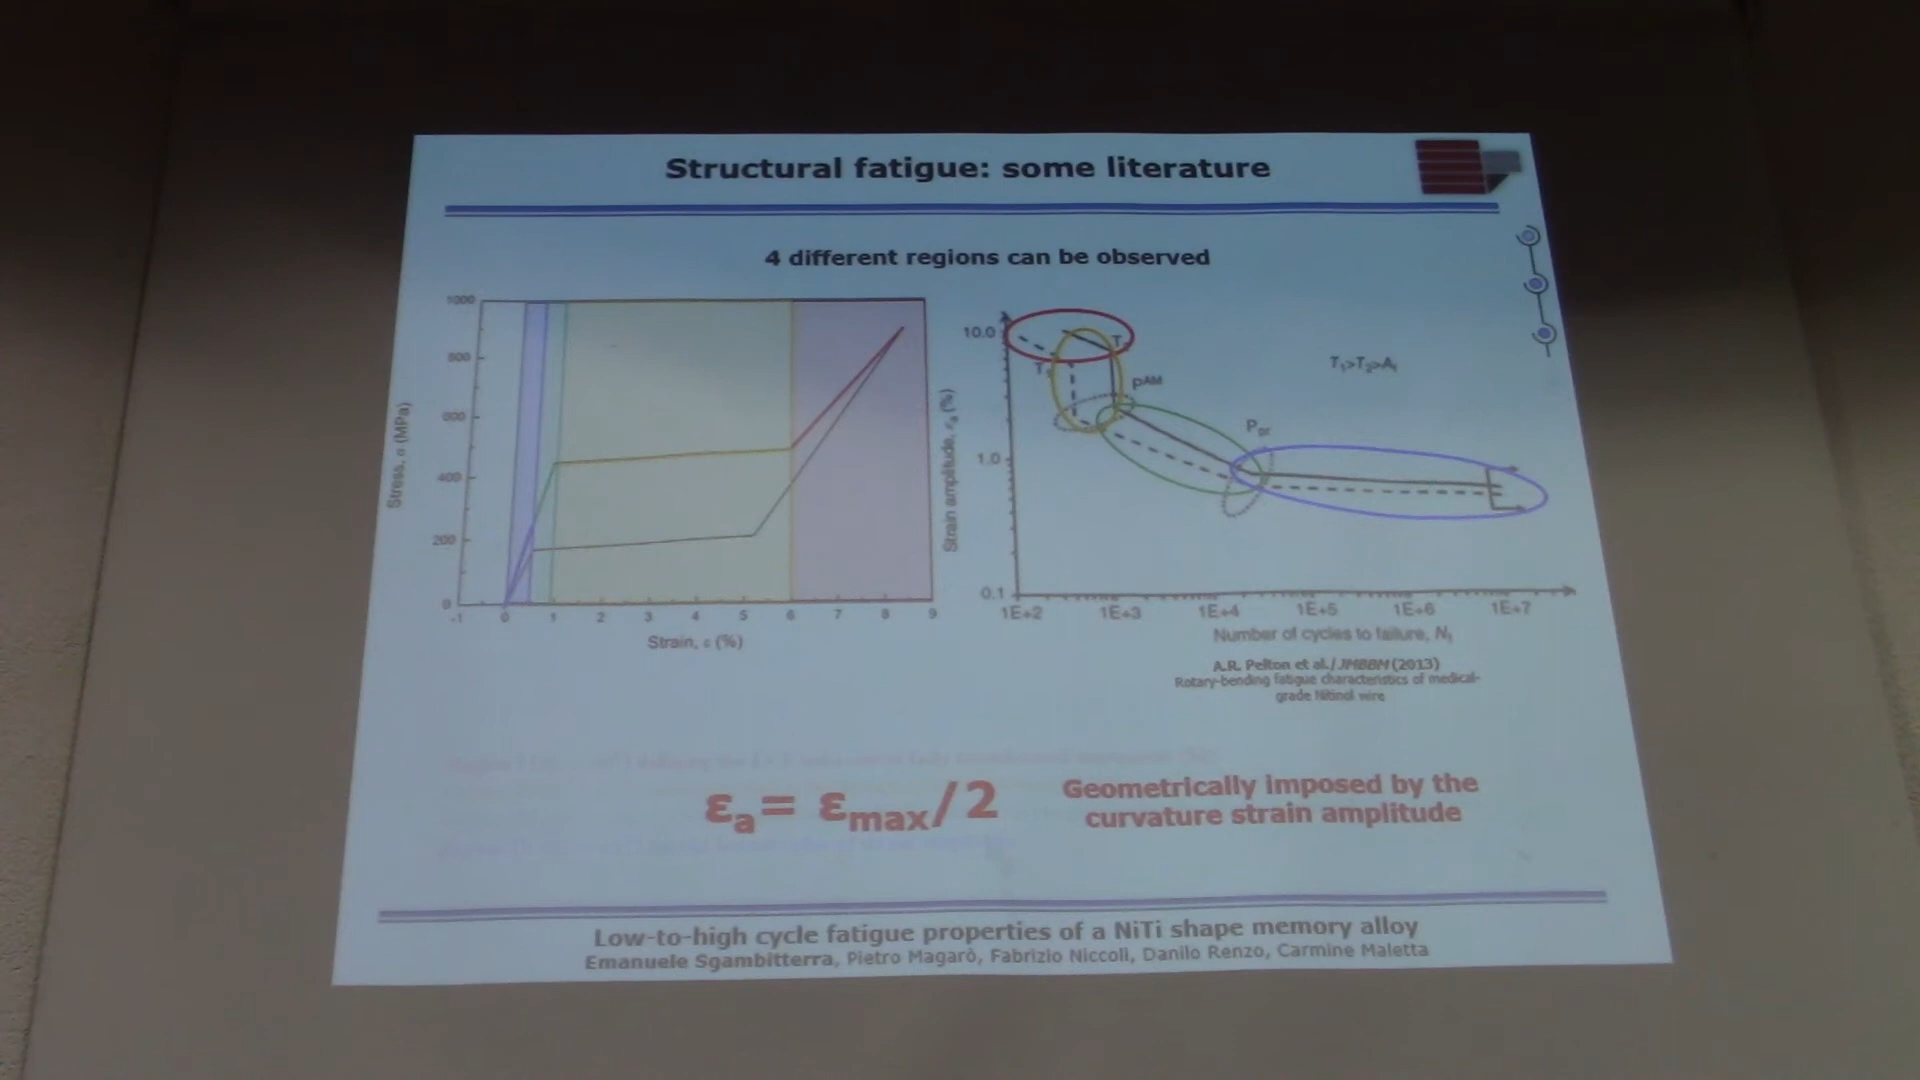 Structural fatigue: some literature
4 different regions can be observed
1000
800
600
400
200
0
Stress, σ (MPa)
-1 0 1 2 3 4 5 6 7 8 9
Strain, ε (%)
10.0
1.0
0.1
Strain amplitude, εₐ (%)
T₁>T₂>A
pAM
1E+2 1E+3 1E+4 1E+5 1E+6 1E+7
Number of cycles to failure,
A.R. Pelton et al./JMBBM (2013)
Rotary-bending fatigue characteristics of medical-
grade Nitinol wire
εa= εmax/2
Geometrically imposed by the
curvature strain amplitude
Low-to-high cycle fatigue properties of a NiTi shape memory alloy
Emanuele Sgambitterra, Pietro Magarò, Fabrizio Niccoli, Danilo Renzo, Carmine Maletta